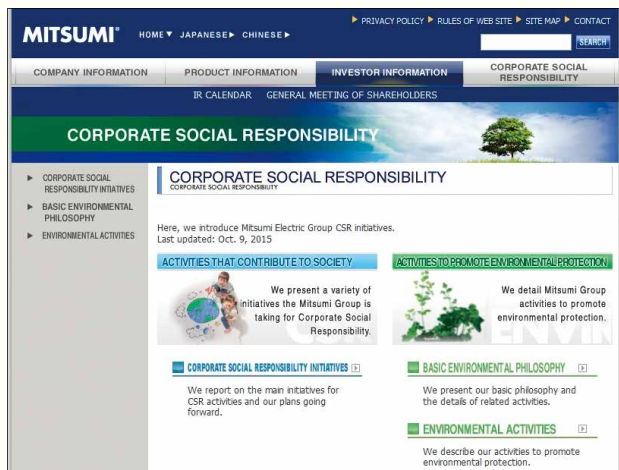 PRIVACY POLICY RULES OF WEB SITE SITE MAP CONTACT
MITSUMI®
HOME JAPANESE CHINESE
SEARCH
COMPANY INFORMATION PRODUCT INFORMATION INVESTOR INFORMATION CORPORATE SOCIAL
RESPONSIBILITY
IR CALENDAR GENERAL MEETING OF SHAREHOLDERS
CORPORATE SOCIAL RESPONSIBILITY
CORPORATE SOCIAL
RESPONSIBILITY INITIATIVES
BASIC ENVIRONMENTAL
PHILOSOPHY
ENVIRONMENTAL ACTIVITIES
CORPORATE SOCIAL RESPONSIBILITY
CORPORATE SOCIAL RESPONSIBILITY
Here, we introduce Mitsumi Electric Group CSR initiatives.
Last updated: Oct. 9, 2015
ACTIVITIES THAT CONTRIBUTE TO SOCIETY
We present a variety of
initiatives the Mitsumi Group is
taking for Corporate Social
Responsibility.
CSR
CORPORATE SOCIAL RESPONSIBILITY INITIATIVES
We report on the main initiatives for
CSR activities and our plans going
forward.
ACTIVITIES TO PROMOTE ENVIRONMENTAL PROTECTION
We detail Mitsumi Group
activities to promote
environmental protection.
ENVIR
BASIC ENVIRONMENTAL PHILOSOPHY
We present our basic philosophy and
the details of related activities.
ENVIRONMENTAL ACTIVITIES
We describe our activities to promote
environmental protection.